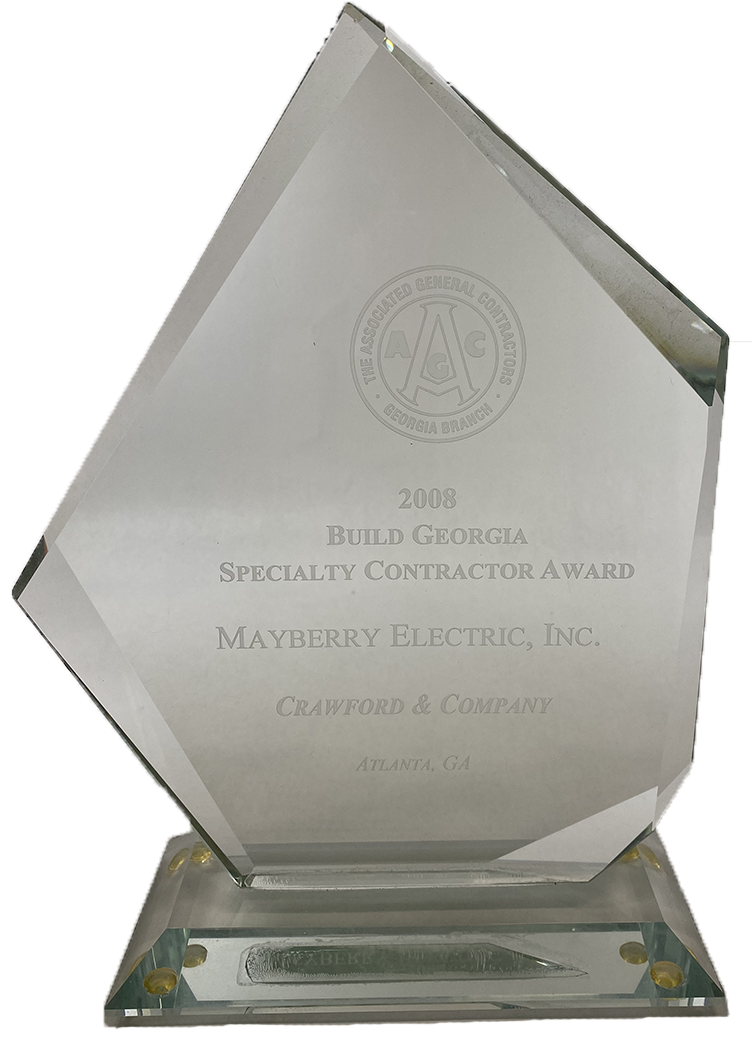 THE ASSOCIATED GENERAL CONTRACTORS
AGC
GEORGIA BRANCH
2008
BUILD GEORGIA
SPECIALTY CONTRACTOR AWARD
MAYBERRY ELECTRIC, INC.
CRAWFORD & COMPANY
ATLANTA, GA